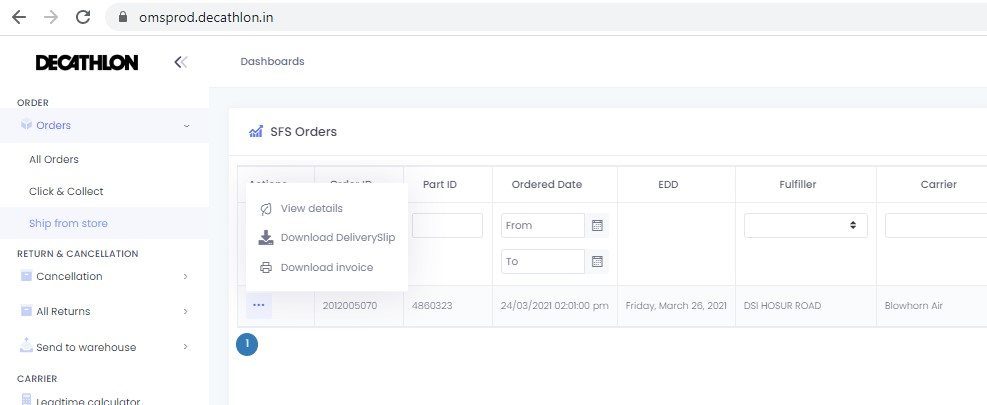 omsprod.decathlon.in
DECATHLON
Dashboards
ORDER
Orders
All Orders
Click & Collect
Ship from store
RETURN & CANCELLATION
Cancellation
All Returns
Send to warehouse
CARRIER
Leadtime calculator
SFS Orders
Actions Order ID Part ID Ordered Date EDD Fulfiller Carrier
View details
Download DeliverySlip
Download invoice
From
To
... 2012005070 4860323 24/03/2021 02:01:00 pm Friday, March 26, 2021 DSI HOSUR ROAD Blowhorn Air
1